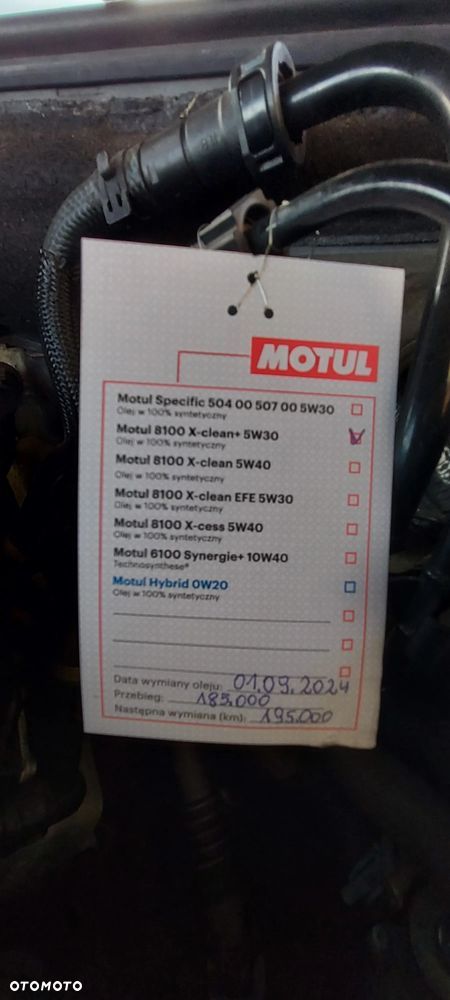 MOTUL
Motul Specific 504 00 507 00 5W30
Olej w 100% syntetyczny
Motul 8100 X-clean+ 5W30
Olej w 100% syntetyczny
Motul 8100 X-clean 5W40
Olej w 100% syntetyczny
Motul 8100 X-clean EFE 5W30
Olej w 100% syntetyczny
Motul 8100 X-cess 5W40
Olej w 100% syntetyczny
Motul 6100 Synergie+ 10W40
Technosynthese®
Motul Hybrid 0W20
Olej w 100% syntetyczny
Data wymiany oleju: 01.09.2024
Przebieg: 185.000
Następna wymiana (km): 195.000
OTOMOTO